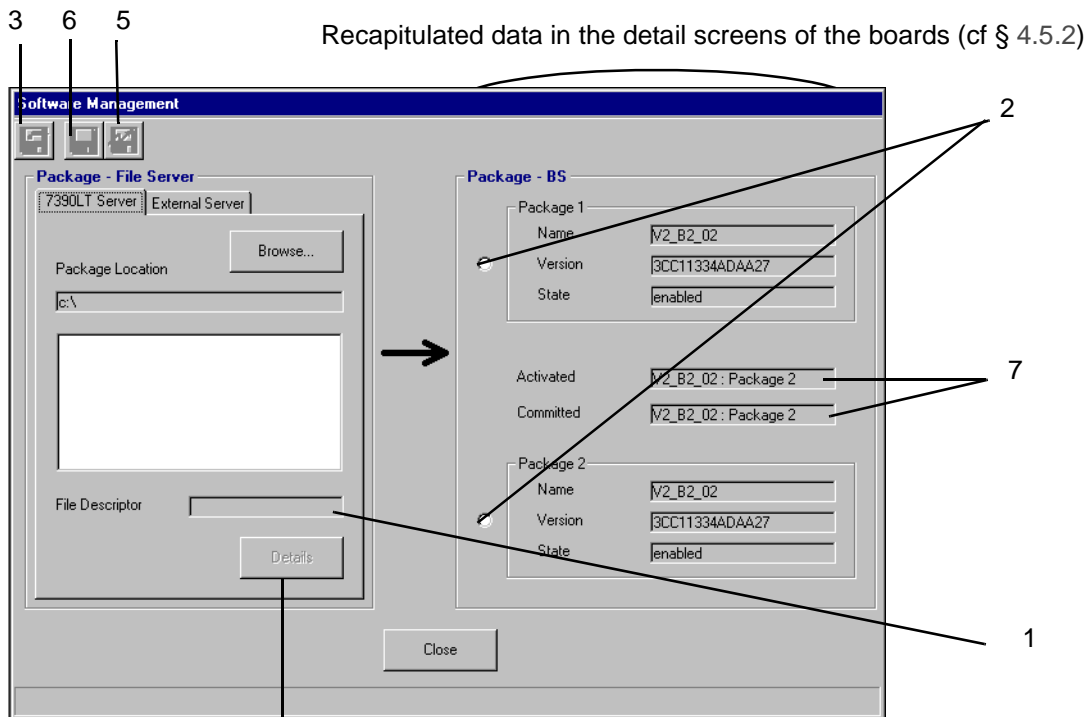 3 6 5
Recapitulated data in the detail screens of the boards (cf § 4.5.2)
Software Management
2
Package - File Server
7390LT Server External Server
Browse...
Package Location
c:\
File Descriptor
Details
Package - BS
Package 1
Name V2_B2_02
Version 3CC11334ADAA27
State enabled
Activated V2_B2_02 : Package 2
Committed V2_B2_02 : Package 2
7
Package 2
Name V2_B2_02
Version 3CC11334ADAA27
State enabled
1
Close